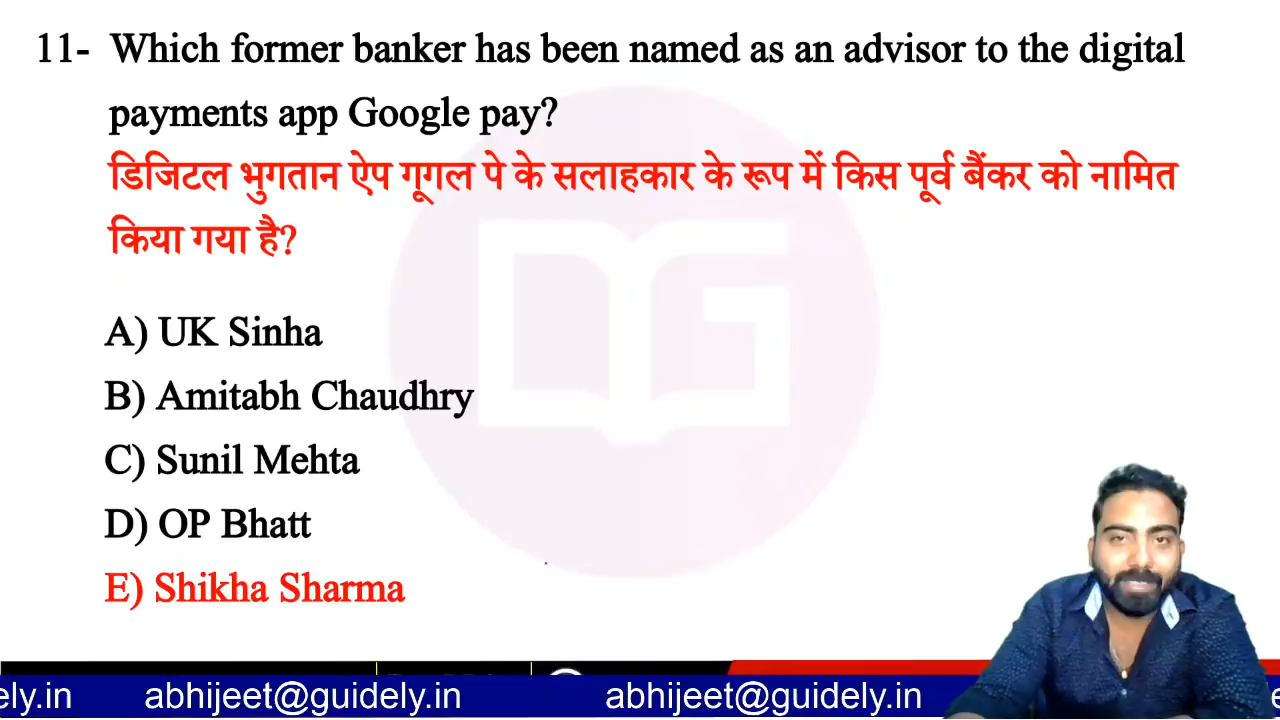 11- Which former banker has been named as an advisor to the digital
payments app Google pay?
डिजिटल भुगतान ऐप गूगल पे के सलाहकार के रूप में किस पूर्व बैंकर को नामित
किया गया है?
A) UK Sinha
B) Amitabh Chaudhry
C) Sunil Mehta
D) OP Bhatt
E) Shikha Sharma
ely.in abhijeet@guidely.in abhijeet@guidely.in e